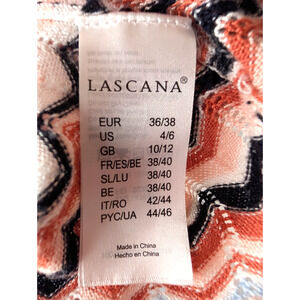 LASCANA®
EUR 36/38
US 4/6
GB 10/12
FR/ES/BE 38/40
SL/LU 38/40
BE 38/40
IT/RO 42/44
РУС/UA 44/46
Made in China
Hecho en China